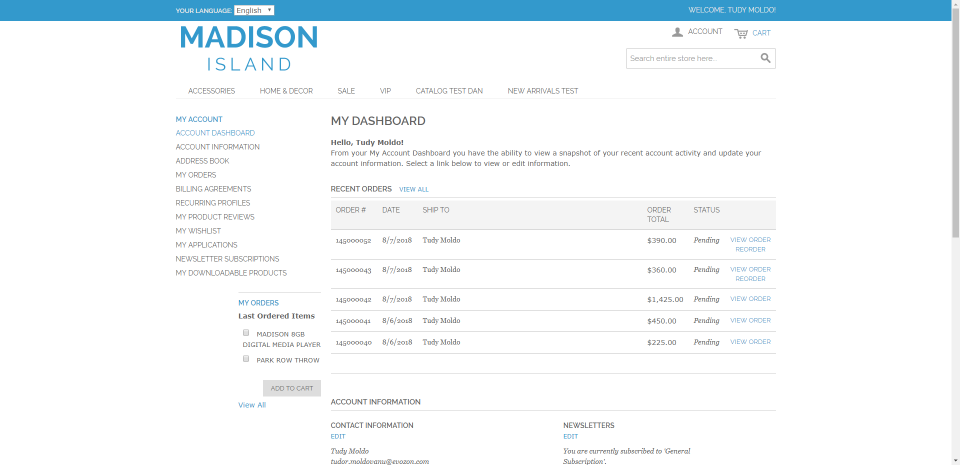 YOUR LANGUAGE: English
WELCOME, TUDY MOLDO!
MADISON
ISLAND
ACCOUNT
CART
Search entire store here...
ACCESSORIES
HOME & DECOR
SALE
VIP
CATALOG TEST DAN
NEW ARRIVALS TEST
MY ACCOUNT
ACCOUNT DASHBOARD
ACCOUNT INFORMATION
ADDRESS BOOK
MY ORDERS
BILLING AGREEMENTS
RECURRING PROFILES
MY PRODUCT REVIEWS
MY WISHLIST
MY APPLICATIONS
NEWSLETTER SUBSCRIPTIONS
MY DOWNLOADABLE PRODUCTS
MY ORDERS
Last Ordered Items
MADISON 8GB
DIGITAL MEDIA PLAYER
PARK ROW THROW
ADD TO CART
View All
MY DASHBOARD
Hello, Tudy Moldo!
From your My Account Dashboard you have the ability to view a snapshot of your recent account activity and update your
account information. Select a link below to view or edit information.
RECENT ORDERS VIEW ALL
ORDER # DATE SHIP TO ORDER TOTAL STATUS
145000052 8/7/2018 Tudy Moldo $390.00 Pending VIEW ORDER
REORDER
145000043 8/7/2018 Tudy Moldo $360.00 Pending VIEW ORDER
REORDER
145000042 8/7/2018 Tudy Moldo $1,425.00 Pending VIEW ORDER
145000041 8/6/2018 Tudy Moldo $450.00 Pending VIEW ORDER
145000040 8/6/2018 Tudy Moldo $225.00 Pending VIEW ORDER
ACCOUNT INFORMATION
CONTACT INFORMATION
EDIT
Tudy Moldo
tudor.moldovanu@evozon.com
NEWSLETTERS
EDIT
You are currently subscribed to 'General
Subscription'.